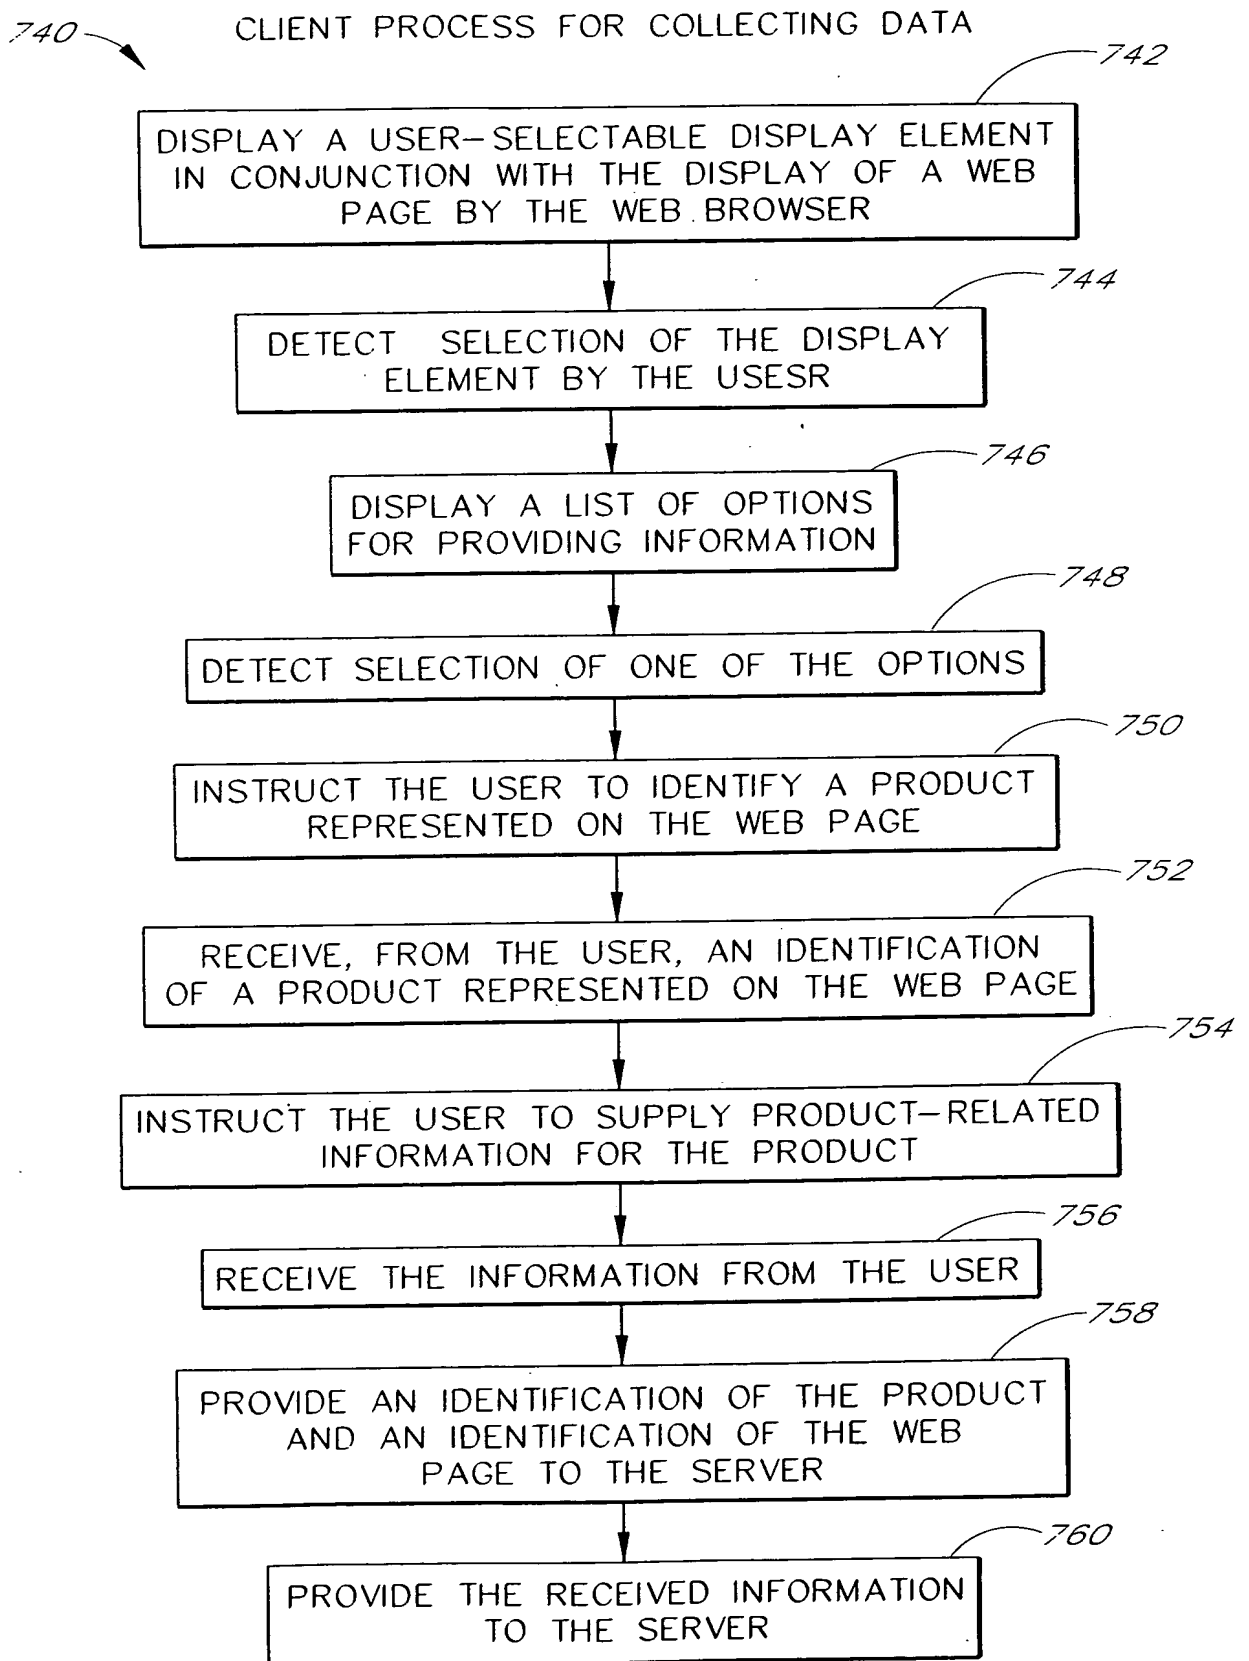 740
CLIENT PROCESS FOR COLLECTING DATA
742
DISPLAY A USER-SELECTABLE DISPLAY ELEMENT
IN CONJUNCTION WITH THE DISPLAY OF A WEB
PAGE BY THE WEB BROWSER
744
DETECT SELECTION OF THE DISPLAY
ELEMENT BY THE USESR
746
DISPLAY A LIST OF OPTIONS
FOR PROVIDING INFORMATION
748
DETECT SELECTION OF ONE OF THE OPTIONS
750
INSTRUCT THE USER TO IDENTIFY A PRODUCT
REPRESENTED ON THE WEB PAGE
752
RECEIVE, FROM THE USER, AN IDENTIFICATION
OF A PRODUCT REPRESENTED ON THE WEB PAGE
754
INSTRUCT THE USER TO SUPPLY PRODUCT-RELATED
INFORMATION FOR THE PRODUCT
756
RECEIVE THE INFORMATION FROM THE USER
758
PROVIDE AN IDENTIFICATION OF THE PRODUCT
AND AN IDENTIFICATION OF THE WEB
PAGE TO THE SERVER
760
PROVIDE THE RECEIVED INFORMATION
TO THE SERVER